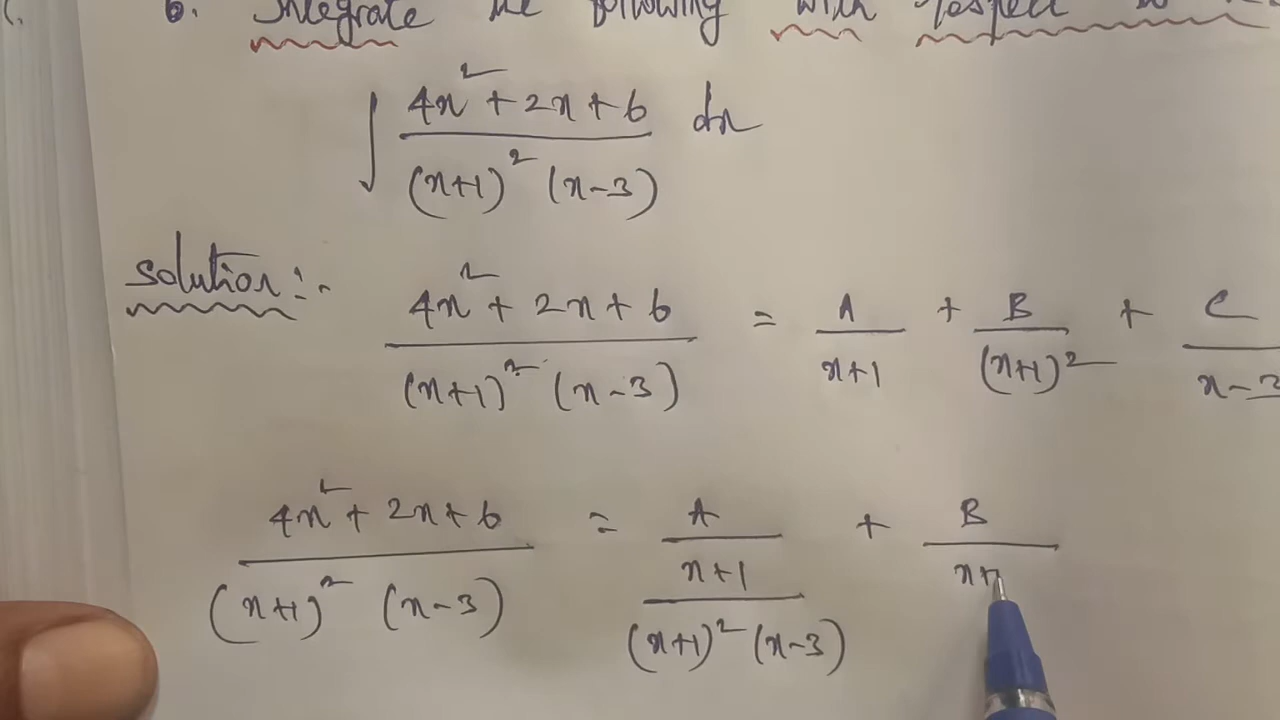 6. Integrate the following with respect to
∫ 4x² + 2x + 6 / (x+1)² (x-3) dx
Solution:-
4x² + 2x + 6 / (x+1)² (x-3) = A / x+1 + B / (x+1)² + C / x-3
4x² + 2x + 6 / (x+1)² (x-3) = A / x+1 / (x+1)² (x-3) + B / x+